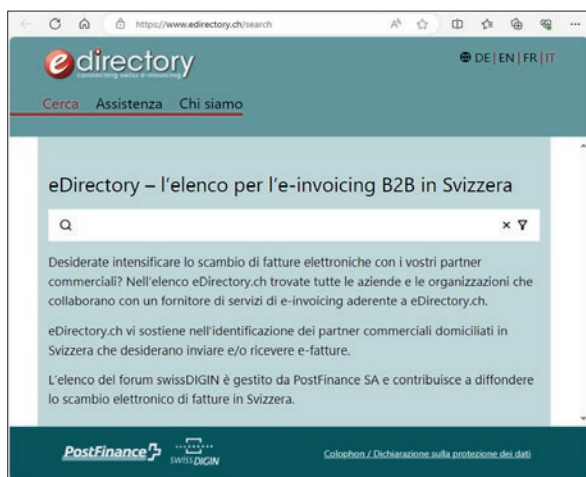 https://www.edirectory.ch/search
edirectory
connecting swiss e-invoicing
DE | EN | FR | IT
Cerca Assistenza Chi siamo
eDirectory – l'elenco per l'e-invoicing B2B in Svizzera
Desiderate intensificare lo scambio di fatture elettroniche con i vostri partner
commerciali? Nell'elenco eDirectory.ch trovate tutte le aziende e le organizzazioni che
collaborano con un fornitore di servizi di e-invoicing aderente a eDirectory.ch.
eDirectory.ch vi sostiene nell'identificazione dei partner commerciali domiciliati in
Svizzera che desiderano inviare e/o ricevere e-fatture.
L'elenco del forum swissDIGIN è gestito da PostFinance SA e contribuisce a diffondere
lo scambio elettronico di fatture in Svizzera.
PostFinance swissDIGIN Colophon / Dichiarazione sulla protezione dei dati